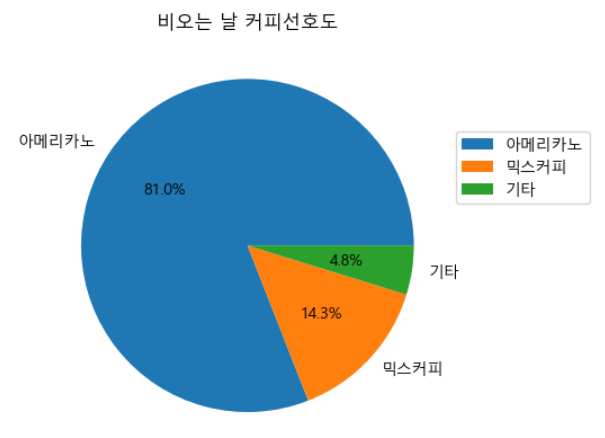 비오는 날 커피선호도
아메리카노
81.0%
아메리카노
믹스커피
기타
4.8%
기타
14.3%
믹스커피